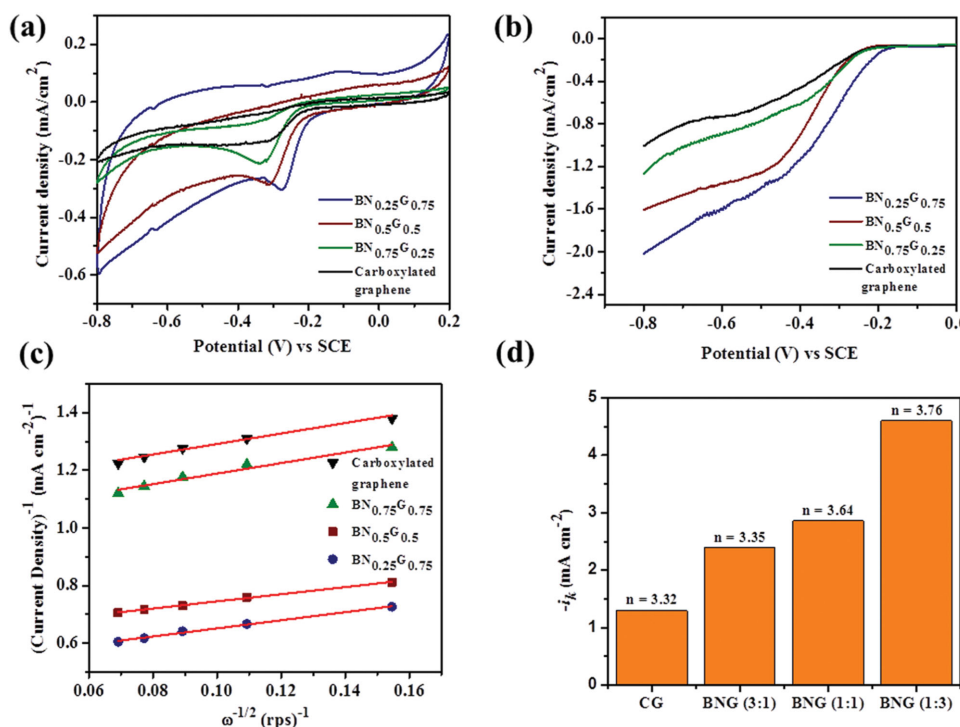 (a)
0.2
0.0
-0.2
-0.4
-0.6
Current density (mA/cm2)
BN0.25G0.75
BN0.5G0.5
BN0.75G0.25
Carboxylated
graphene
-0.8 -0.6 -0.4 -0.2 0.0 0.2
Potential (V) vs SCE
(b)
0.0
-0.4
-0.8
-1.2
-1.6
-2.0
-2.4
Current density (mA/cm2)
BN0.25G0.75
BN0.5G0.5
BN0.75G0.25
Carboxylated
graphene
-0.8 -0.6 -0.4 -0.2 0.0
Potential (V) vs SCE
(c)
1.4
1.2
1.0
0.8
0.6
(Current Density)-1 (mA cm-2)-1
Carboxylated
graphene
BN0.75G0.75
BN0.5G0.5
BN0.25G0.75
0.06 0.08 0.10 0.12 0.14 0.16
ω-1/2 (rps)-1
(d)
5
4
3
2
1
0
-ik (mA cm-2)
n = 3.32
n = 3.35
n = 3.64
n = 3.76
CG BNG (3:1) BNG (1:1) BNG (1:3)